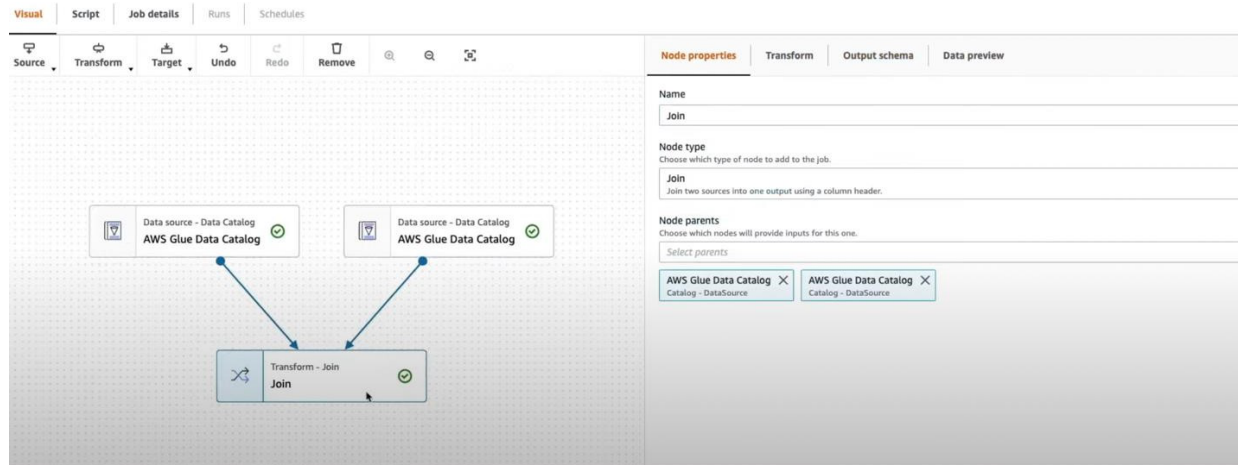 Visual Script Job details Runs Schedules
Source Transform Target Undo Redo Remove
Data source - Data Catalog
AWS Glue Data Catalog
Data source - Data Catalog
AWS Glue Data Catalog
Transform - Join
Join
Node properties Transform Output schema Data preview
Name
Join
Node type
Choose which type of node to add to the job.
Join
Join two sources into one output using a column header.
Node parents
Choose which nodes will provide inputs for this one.
Select parents
AWS Glue Data Catalog
Catalog - DataSource
AWS Glue Data Catalog
Catalog - DataSource